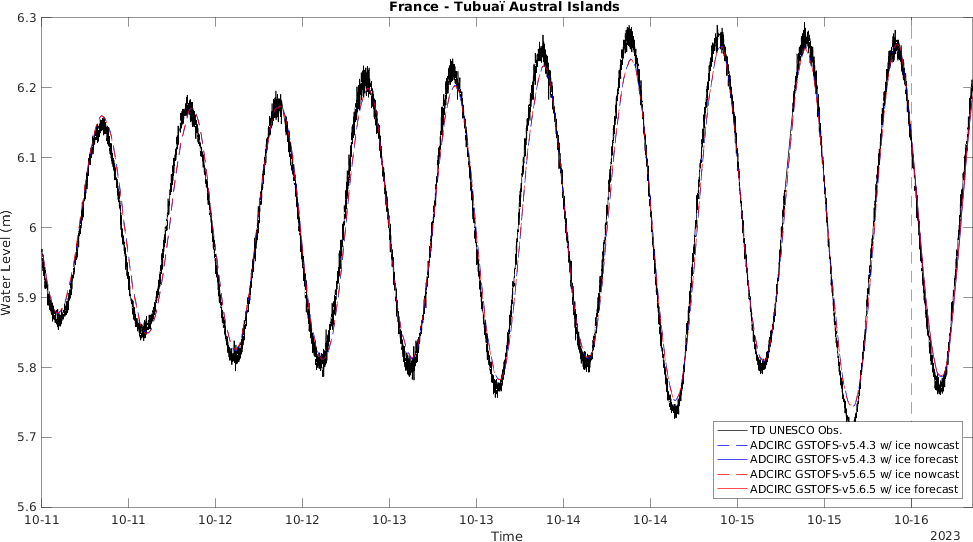 France - Tubuaï Austral Islands
6.3
6.2
6.1
6
5.9
5.8
5.7
5.6
Water Level (m)
TD UNESCO Obs.
ADCIRC GSTOFS-v5.4.3 w/ ice nowcast
ADCIRC GSTOFS-v5.4.3 w/ ice forecast
ADCIRC GSTOFS-v5.6.5 w/ ice nowcast
ADCIRC GSTOFS-v5.6.5 w/ ice forecast
10-11 10-11 10-12 10-12 10-13 10-13 10-14 10-14 10-15 10-15 10-16
Time
2023